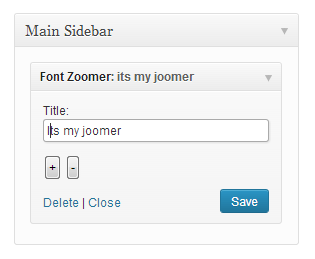 Main Sidebar
Font Zoomer: its my joomer
Title:
Its my joomer
+ -
Delete | Close Save